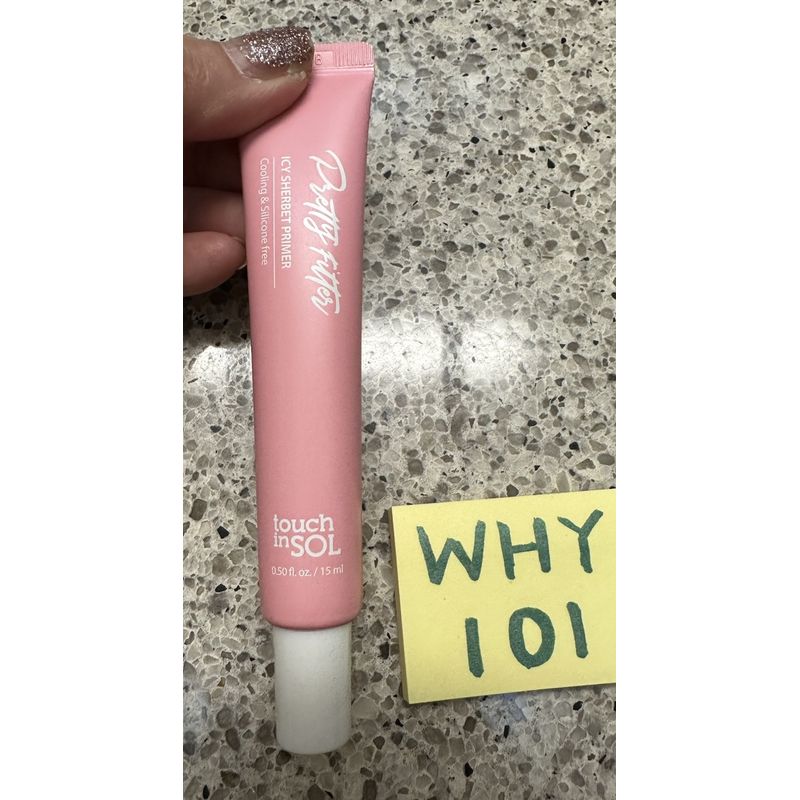 Pretty filter
ICY SHERBET PRIMER
Cooling & Silicone free
touch
in SOL
0.50 fl. oz. / 15 ml
WHY
101